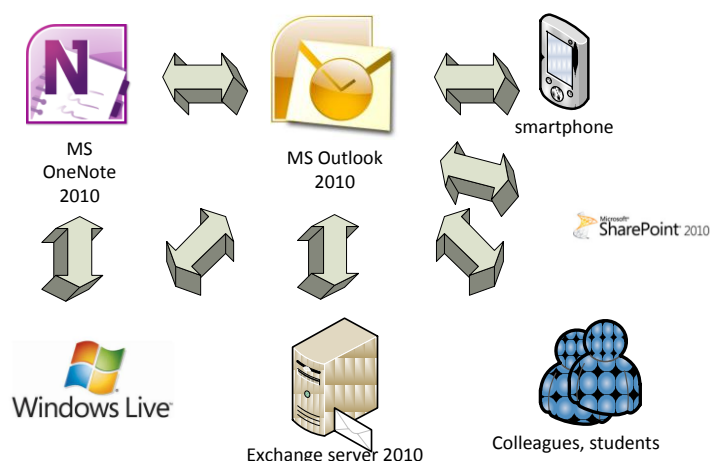 N
smartphone
MS
OneNote
2010
MS Outlook
2010
Microsoft
SharePoint 2010
Windows Live
Exchange server 2010
Colleagues, students